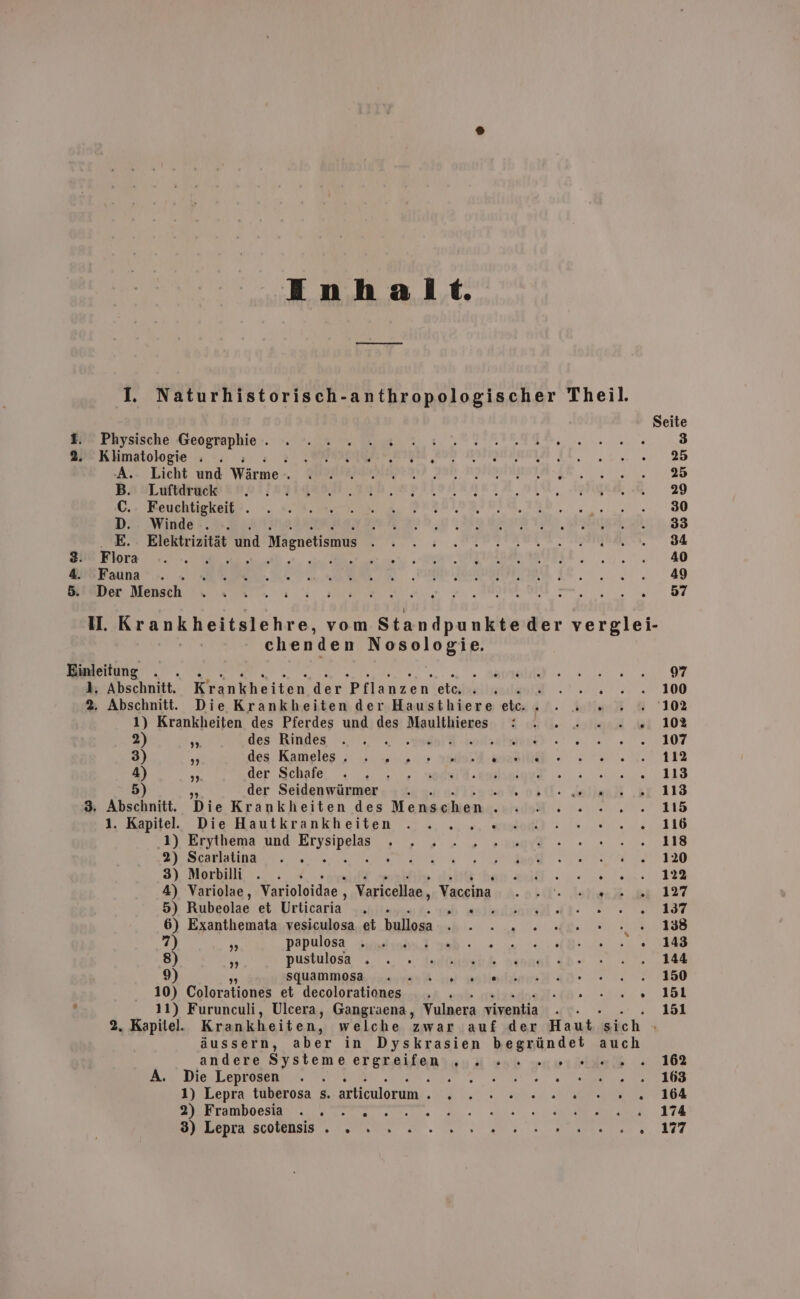 Inhalt.
I. Naturhistorisch-anthropologischer Theil.
Seite
1. Physische Geographie . . . . . . . . . . . . . . . 3
2. Klimatologie . . . . . . . . . . . . . . . 25
A. Licht und Wärme . . . . . . . . . . . . . . . 25
B. Luftdruck . . . . . . . . . . . . . . . 29
C. Feuchtigkeit . . . . . . . . . . . . . . . 30
D. Winde . . . . . . . . . . . . . . . 33
E. Elektrizität und Magnetismus . . . . . . . . . . . . 34
3. Flora . . . . . . . . . . . . . . . 40
4. Fauna . . . . . . . . . . . . . . . 49
5. Der Mensch . . . . . . . . . . . . . . . 57
II. Krankheitslehre, vom Standpunkte der verglei-
chenden Nosologie.
Einleitung . . . . . . . . . . . . . . . 97
1. Abschnitt. Krankheiten der Pflanzen etc. . . . . . . . . 100
2. Abschnitt. Die Krankheiten der Hausthiere etc. . . . . . . 102
1) Krankheiten des Pferdes und des Maulthieres : . . . . . . 102
2) „ des Rindes . . . . . . . . . . . . 107
3) „ des Kameles . . . . . . . . . . . . 112
4) „ der Schafe . . . . . . . . . . . . 113
5) „ der Seidenwürmer . . . . . . . . . . 113
3. Abschnitt. Die Krankheiten des Menschen . . . . . . . . 115
1. Kapitel. Die Hautkrankheiten . . . . . . . . . . . 116
1) Erythema und Erysipelas . . . . . . . . . . . 118
2) Scarlatina . . . . . . . . . . . . . . . 120
3) Morbilli . . . . . . . . . . . . . . . 122
4) Variolae, Varioloidae, Varicellae, Vaccina . . . . . . . 127
5) Rubeolae et Urticaria . . . . . . . . . . . . 137
6) Exanthemata vesiculosa et bullosa . . . . . . . . . 138
7) „ papulosa . . . . . . . . . . . . 143
8) „ pustulosa . . . . . . . . . . . . 144
9) „ squammosa . . . . . . . . . . . . 150
10) Colorationes et decolorationes . . . . . . . . . . 151
11) Furunculi, Ulcera, Gangraena, Vulnera viventia . . . . . 151
2. Kapitel. Krankheiten, welche zwar auf der Haut sich
äussern, aber in Dyskrasien begründet auch
andere Systeme ergreifen . . . . . . . . . . 162
A. Die Leprosen . . . . . . . . . . . . . . . 163
1) Lepra tuberosa s. articulorum . . . . . . . . . . 164
2) Framboesia . . . . . . . . . . . . . . . 174
3) Lepra scotensis . . . . . . . . . . . . . . . 177